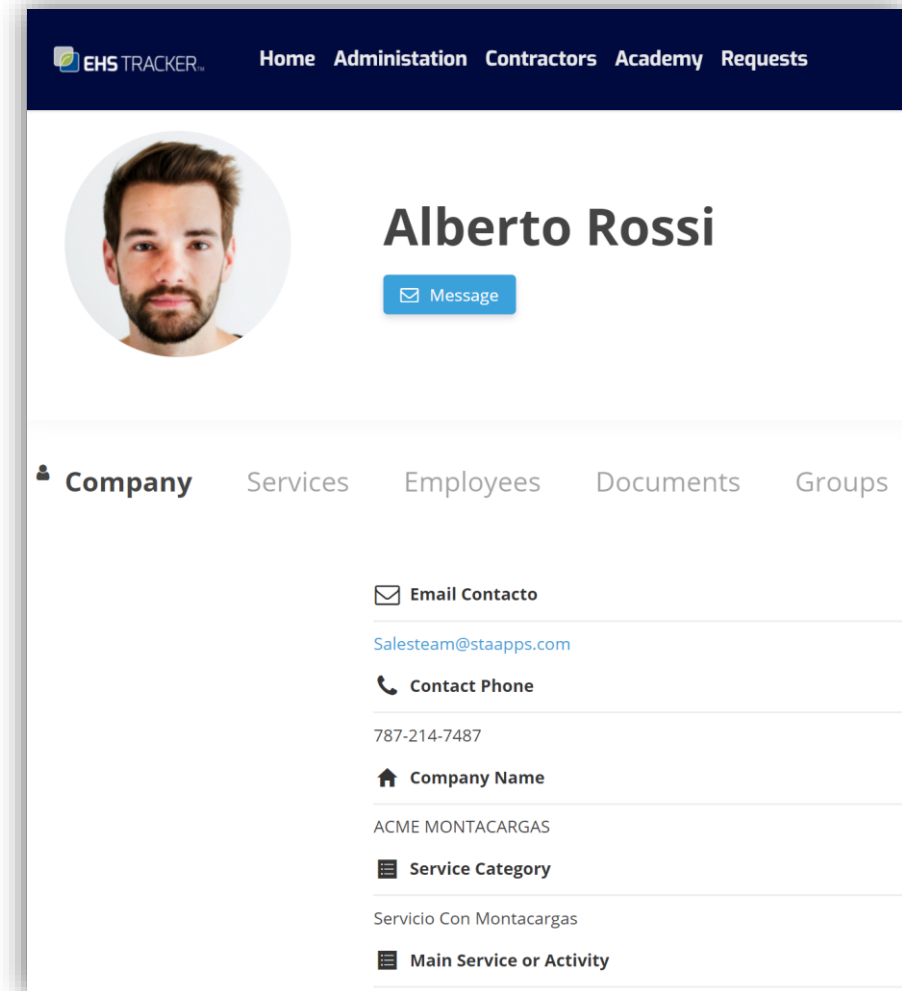 EHS TRACKER™ Home Administation Contractors Academy Requests
Alberto Rossi
Message
Company Services Employees Documents Groups
Email Contacto
Salesteam@staapps.com
Contact Phone
787-214-7487
Company Name
ACME MONTACARGAS
Service Category
Servicio Con Montacargas
Main Service or Activity